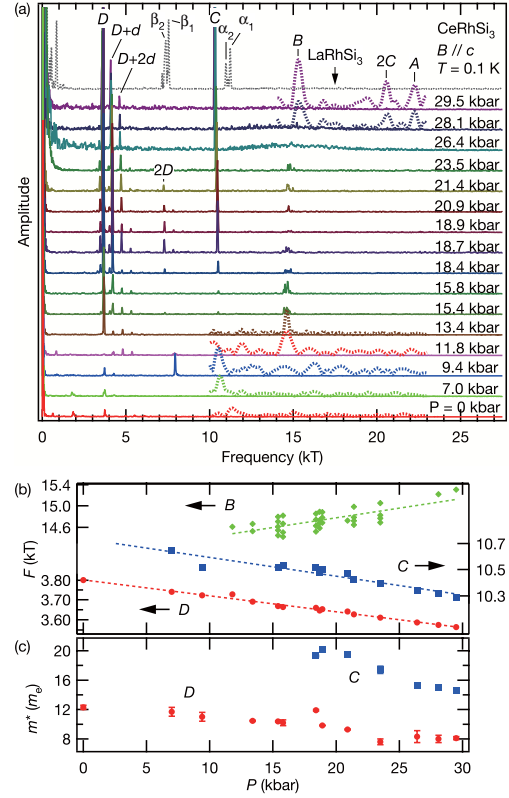 (a)
D
D+d
D+2d
β2
β1
C
α2
α1
B
LaRhSi3
2C
A
CeRhSi3
B // c
T = 0.1 K
2D
29.5 kbar
28.1 kbar
26.4 kbar
23.5 kbar
21.4 kbar
20.9 kbar
18.9 kbar
18.7 kbar
18.4 kbar
15.8 kbar
15.4 kbar
13.4 kbar
11.8 kbar
9.4 kbar
7.0 kbar
P = 0 kbar
Amplitude
0 5 10 15 20 25
Frequency (kT)
(b)
15.4
15.0
14.6
3.80
3.70
3.60
F (kT)
B
C
D
10.7
10.5
10.3
(c)
20
16
12
8
m* (me)
D
C
0 5 10 15 20 25 30
P (kbar)